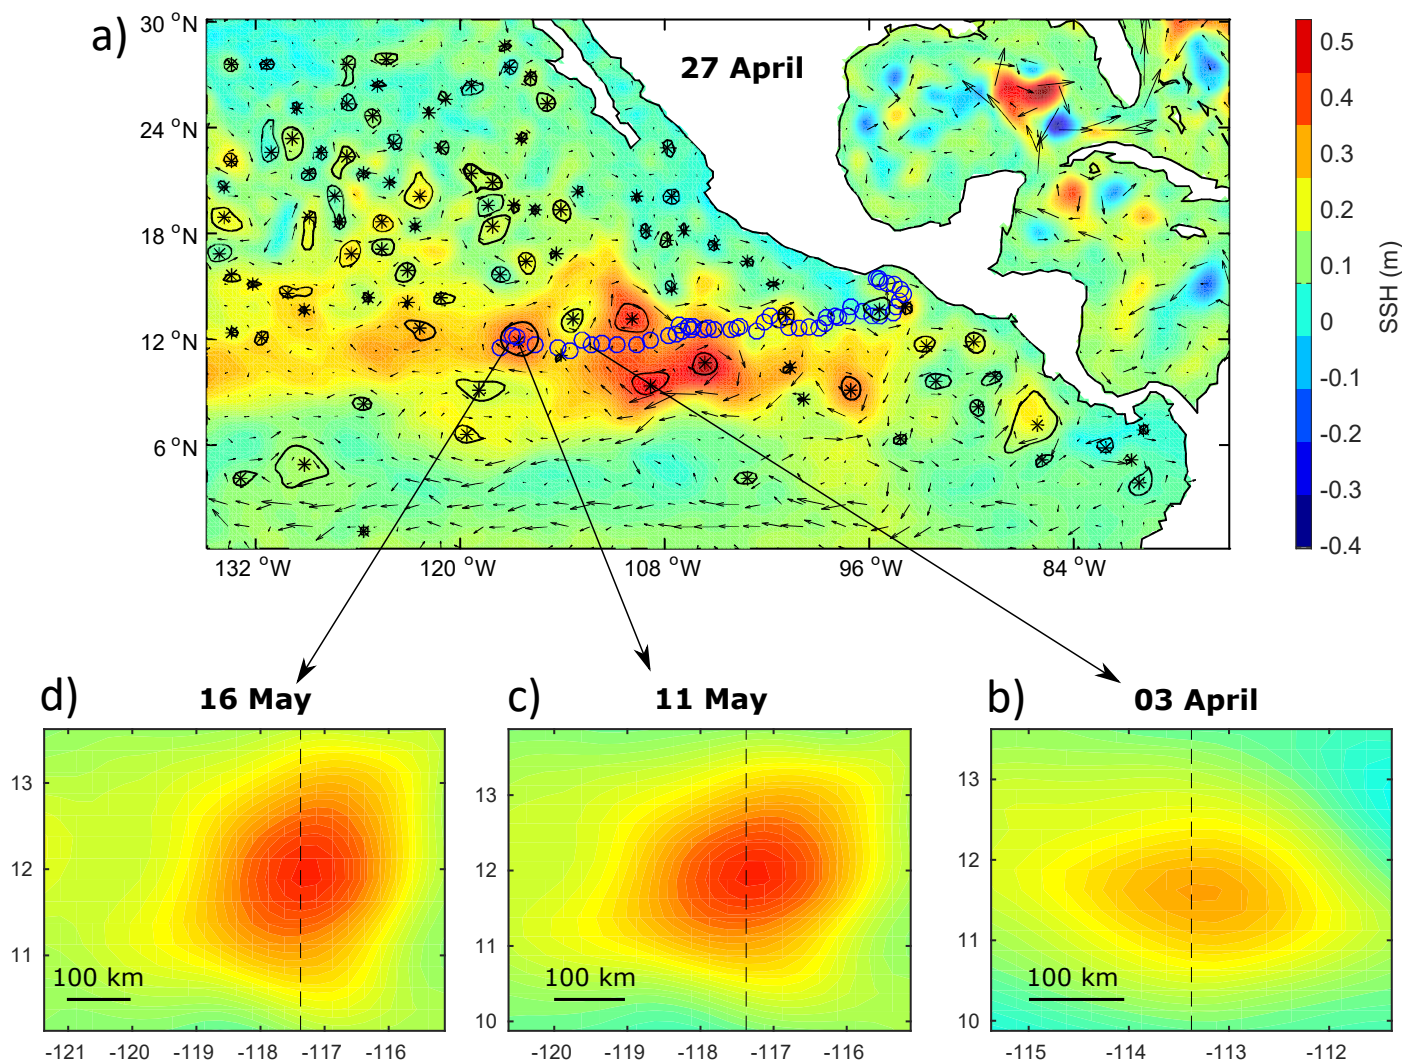 a)
27 April
30 °N
24 °N
18 °N
12 °N
6 °N
132 °W
120 °W
108 °W
96 °W
84 °W
0.5
0.4
0.3
0.2
0.1
0
-0.1
-0.2
-0.3
-0.4
SSH (m)
d)
16 May
13
12
11
100 km
-121
-120
-119
-118
-117
-116
c)
11 May
13
12
11
10
100 km
-120
-119
-118
-117
-116
b)
03 April
13
12
11
10
100 km
-115
-114
-113
-112